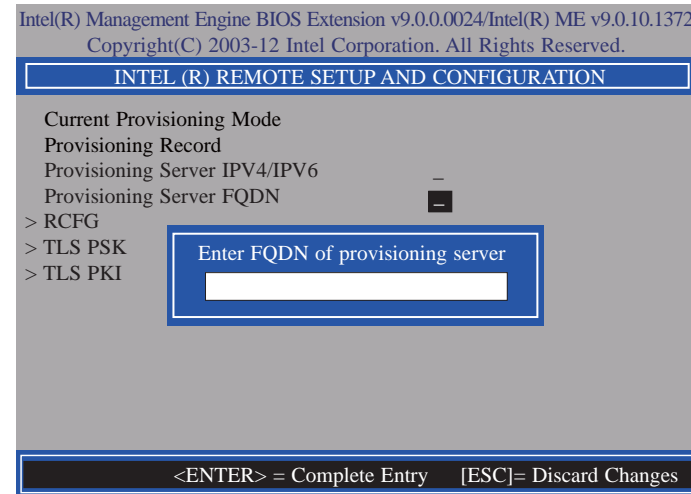 Intel(R) Management Engine BIOS Extension v9.0.0.0024/Intel(R) ME v9.0.10.1372
Copyright(C) 2003-12 Intel Corporation. All Rights Reserved.
INTEL (R) REMOTE SETUP AND CONFIGURATION
Current Provisioning Mode
Provisioning Record
Provisioning Server IPV4/IPV6 _
Provisioning Server FQDN _
> RCFG
> TLS PSK
> TLS PKI
Enter FQDN of provisioning server
<ENTER> = Complete Entry [ESC]= Discard Changes